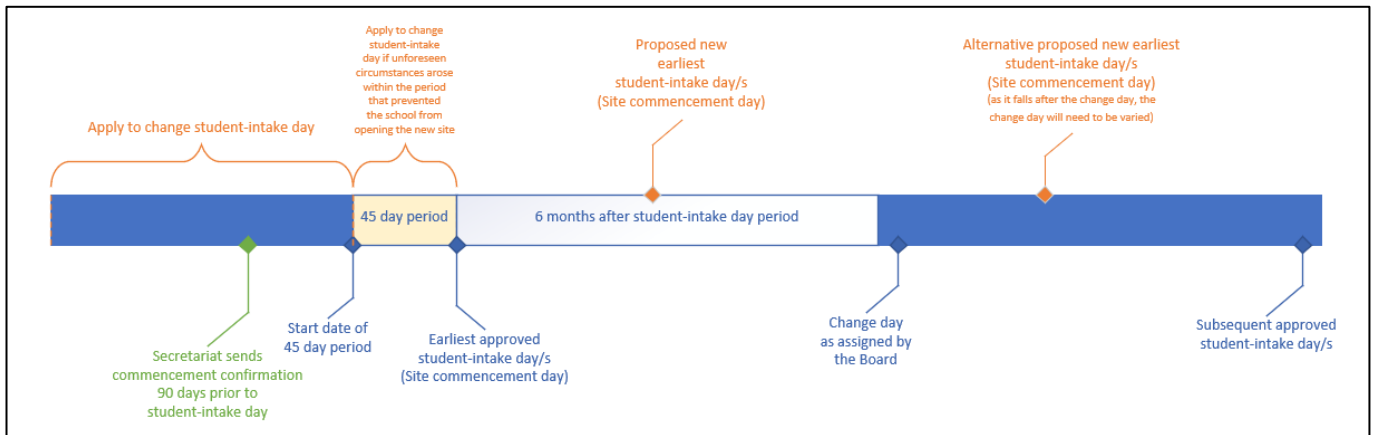 Apply to change student-intake day
Apply to change
student-intake
day if unforeseen
circumstances arose
within the period
that prevented
the school from
opening the new site
Proposed new
earliest
student-intake day/s
(Site commencement day)
Alternative proposed new earliest
student-intake day/s
(Site commencement day)
(as it falls after the change day, the
change day will need to be varied)
45 day period
6 months after student-intake day period
Secretariat sends
commencement confirmation
90 days prior to
student-intake day
Start date of
45 day period
Earliest approved
student-intake day/s
(Site commencement day)
Change day
as assigned by
the Board
Subsequent approved
student-intake day/s